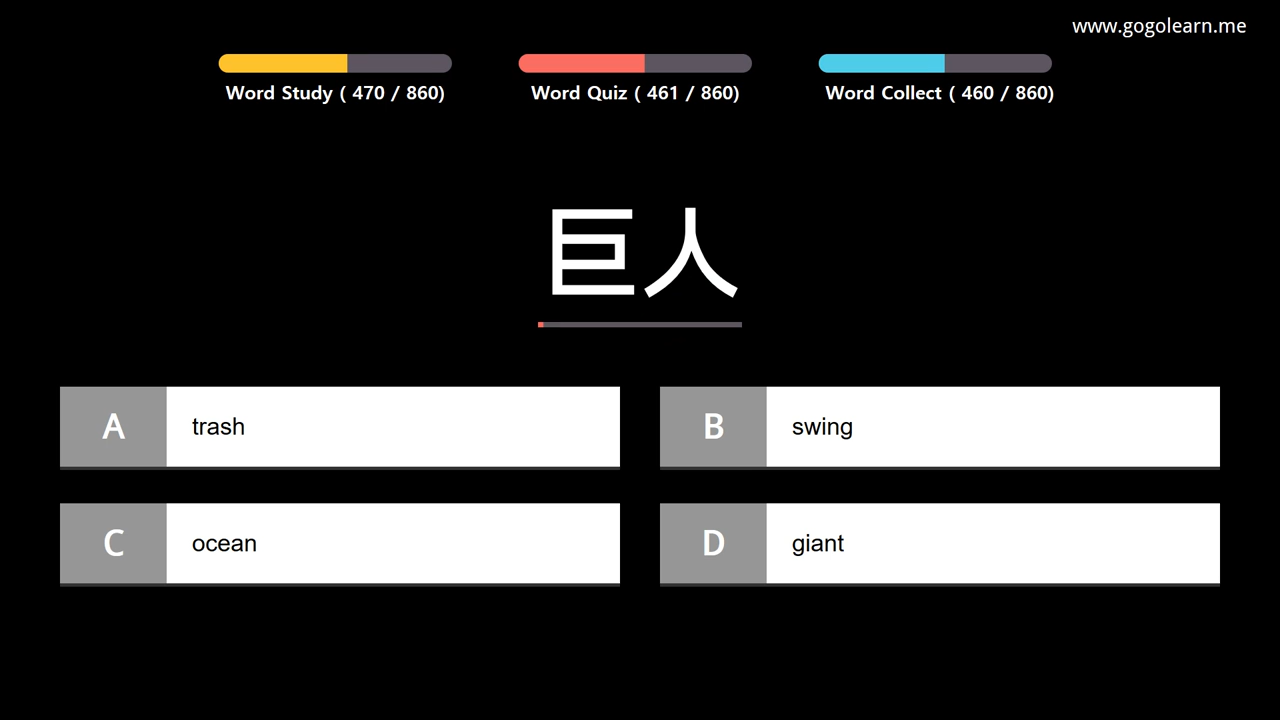 www.gogolearn.me
Word Study ( 470 / 860)
Word Quiz ( 461 / 860)
Word Collect ( 460 / 860)
巨人
A trash
B swing
C ocean
D giant